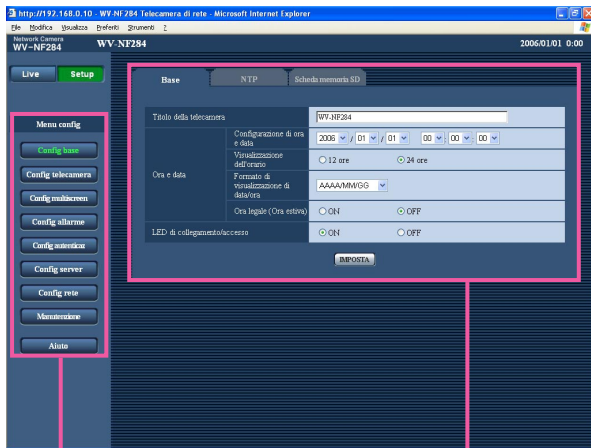 http://192.168.0.10 - WV-NF284 Telecamera di rete - Microsoft Internet Explorer
File Modifica Visualizza Preferiti Strumenti ?
Network Camera
WV-NF284
WV-NF284
2006/01/01 0:00
Live Setup
Base NTP Scheda memoria SD
Menu config
Config base
Config telecamera
Config multiscreen
Config allarme
Config autenticaz
Config server
Config rete
Manutenzione
Aiuto
Titolo della telecamera WV-NF284
Ora e data
Configurazione di ora e data 2006 / 01 / 01 00 : 00 : 00
Visualizzazione dell'orario 12 ore 24 ore
Formato di visualizzazione di data/ora AAAA/MM/GG
Ora legale (Ora estiva) ON OFF
LED di collegamento/accesso ON OFF
IMPOSTA